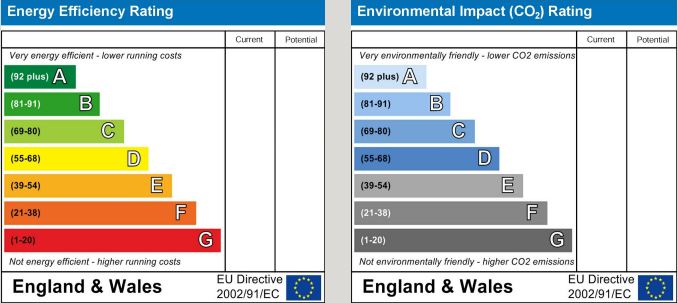 Energy Efficiency Rating
Current Potential
Very energy efficient - lower running costs
(92 plus) A
(81-91) B
(69-80) C
(55-68) D
(39-54) E
(21-38) F
(1-20) G
Not energy efficient - higher running costs
England & Wales
EU Directive
2002/91/EC
Environmental Impact (CO₂) Rating
Current Potential
Very environmentally friendly - lower CO2 emissions
(92 plus) A
(81-91) B
(69-80) C
(55-68) D
(39-54) E
(21-38) F
(1-20) G
Not environmentally friendly - higher CO2 emissions
England & Wales
EU Directive
2002/91/EC